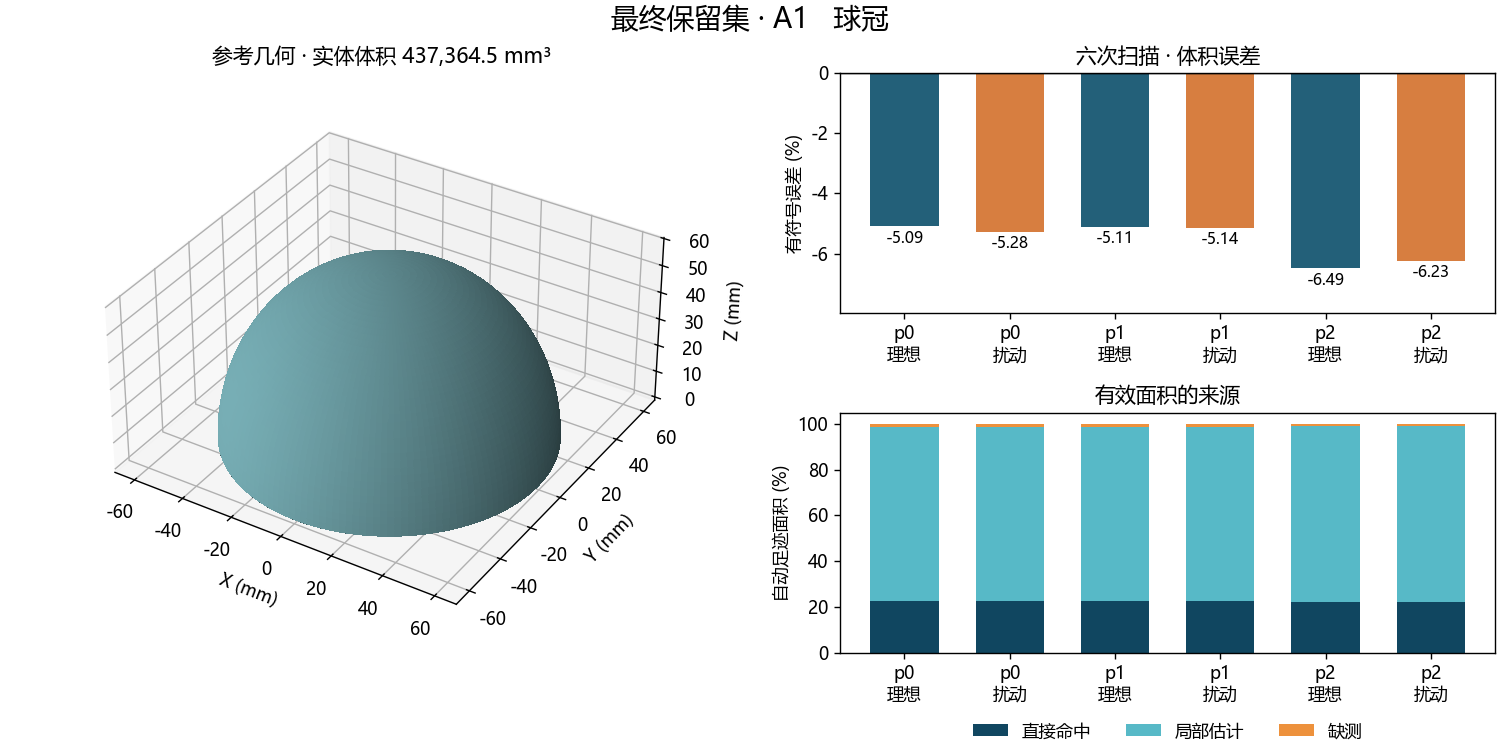 最终保留集 · A1 球冠
参考几何 · 实体体积 437,364.5 mm³
60
50
40
30
20
10
0
Z (mm)
60
40
20
0
-20
-40
-60
Y (mm)
-60
-40
-20
0
20
40
60
X (mm)
六次扫描 · 体积误差
有符号误差 (%)
0
-2
-4
-6
-5.09
-5.28
-5.11
-5.14
-6.49
-6.23
p0 p0 p1 p1 p2 p2
理想 扰动 理想 扰动 理想 扰动
有效面积的来源
自动足迹面积 (%)
100
80
60
40
20
0
p0 p0 p1 p1 p2 p2
理想 扰动 理想 扰动 理想 扰动
直接命中 局部估计 缺测